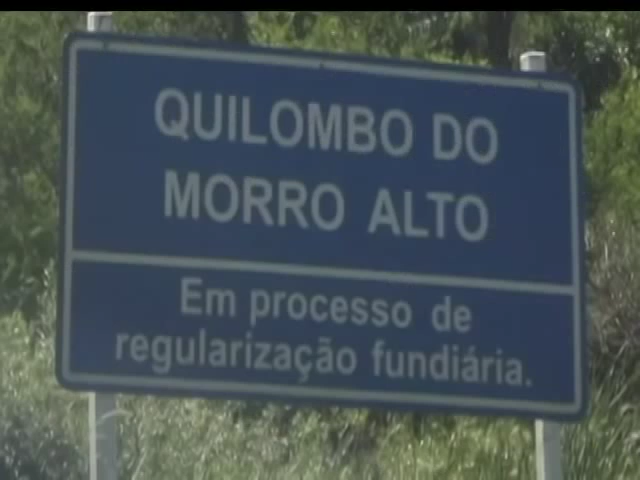 QUILOMBO DO
MORRO ALTO
Em processo de
regularização fundiária.